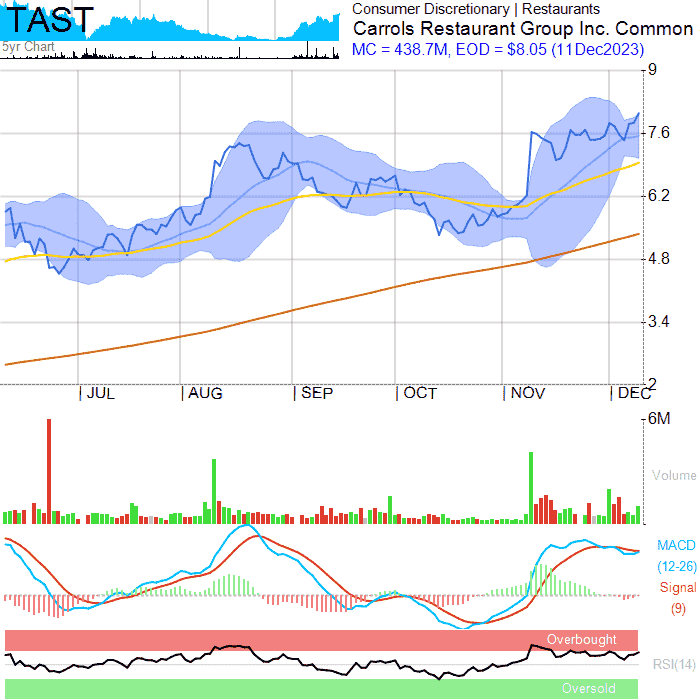 TAST
5yr Chart
Consumer Discretionary | Restaurants
Carrols Restaurant Group Inc. Common
MC = 438.7M, EOD = $8.05 (11Dec2023)
9
7.6
6.2
4.8
3.4
2
JUL AUG SEP OCT NOV DEC
6M
Volume
MACD
(12-26)
Signal
(9)
Overbought
RSI(14)
Oversold